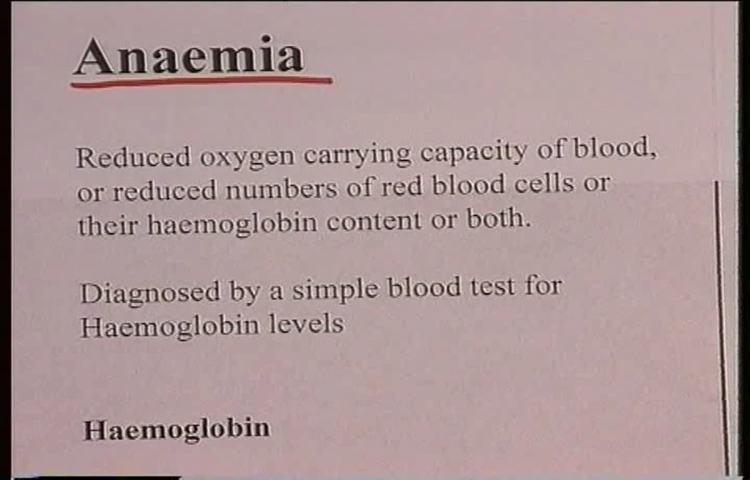 Anaemia
Reduced oxygen carrying capacity of blood,
or reduced numbers of red blood cells or
their haemoglobin content or both.
Diagnosed by a simple blood test for
Haemoglobin levels
Haemoglobin